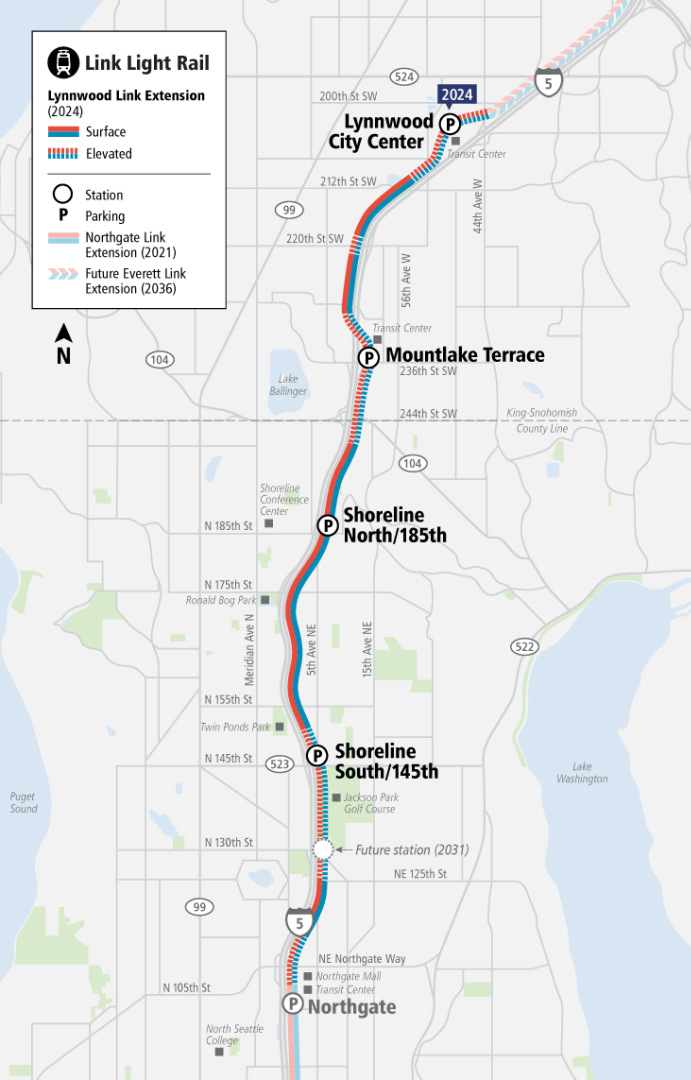 Link Light Rail
Lynnwood Link Extension
(2024)
Surface
Elevated
Station
P
Parking
Northgate Link
Extension (2021)
Future Everett Link
Extension (2036)
N
5
524
2024
200th St SW
Lynnwood
City Center
P
Transit Center
212th St SW
99
44th Ave W
220th St SW
56th Ave W
Transit Center
P
Mountlake Terrace
104
236th St SW
Lake
Ballinger
244th St SW
King-Snohomish
County Line
104
Shoreline
Conference
Center
N 185th St
P
Shoreline
North/185th
N 175th St
Ronald Bog Park
Meridian Ave N
5th Ave NE
15th Ave NE
522
N 155th St
Twin Ponds Park
N 145th St
523
P
Shoreline
South/145th
Lake
Washington
Puget
Sound
Jackson Park
Golf Course
N 130th St
Future station (2031)
NE 125th St
99
5
NE Northgate Way
Northgate Mall
N 105th St
Transit Center
P
Northgate
North Seattle
College